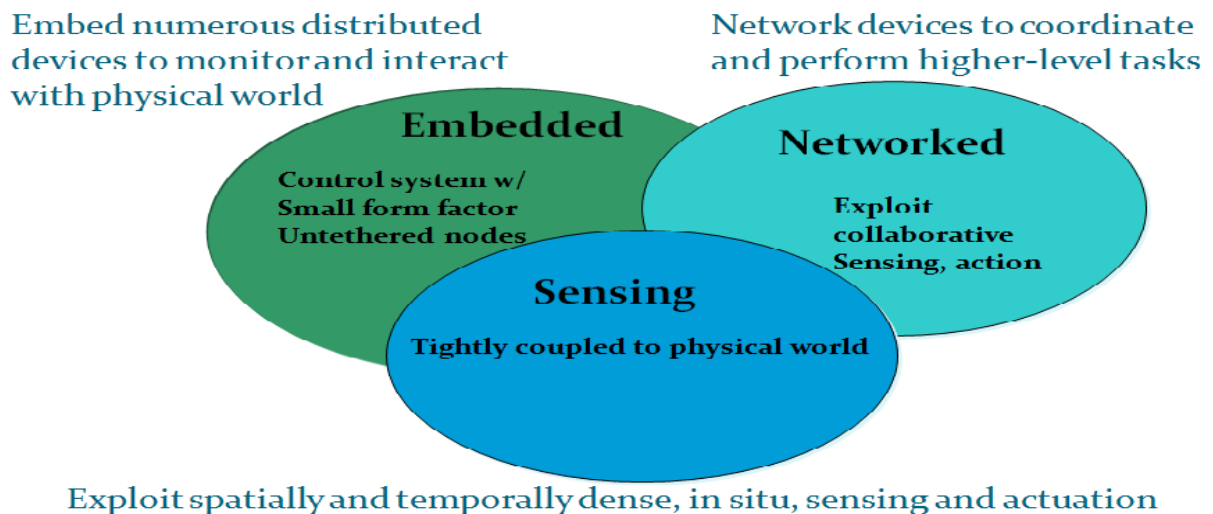 Embed numerous distributed
devices to monitor and interact
with physical world
Network devices to coordinate
and perform higher-level tasks
Embedded
Control system w/
Small form factor
Untethered nodes
Networked
Exploit
collaborative
Sensing, action
Sensing
Tightly coupled to physical world
Exploit spatially and temporally dense, in situ, sensing and actuation